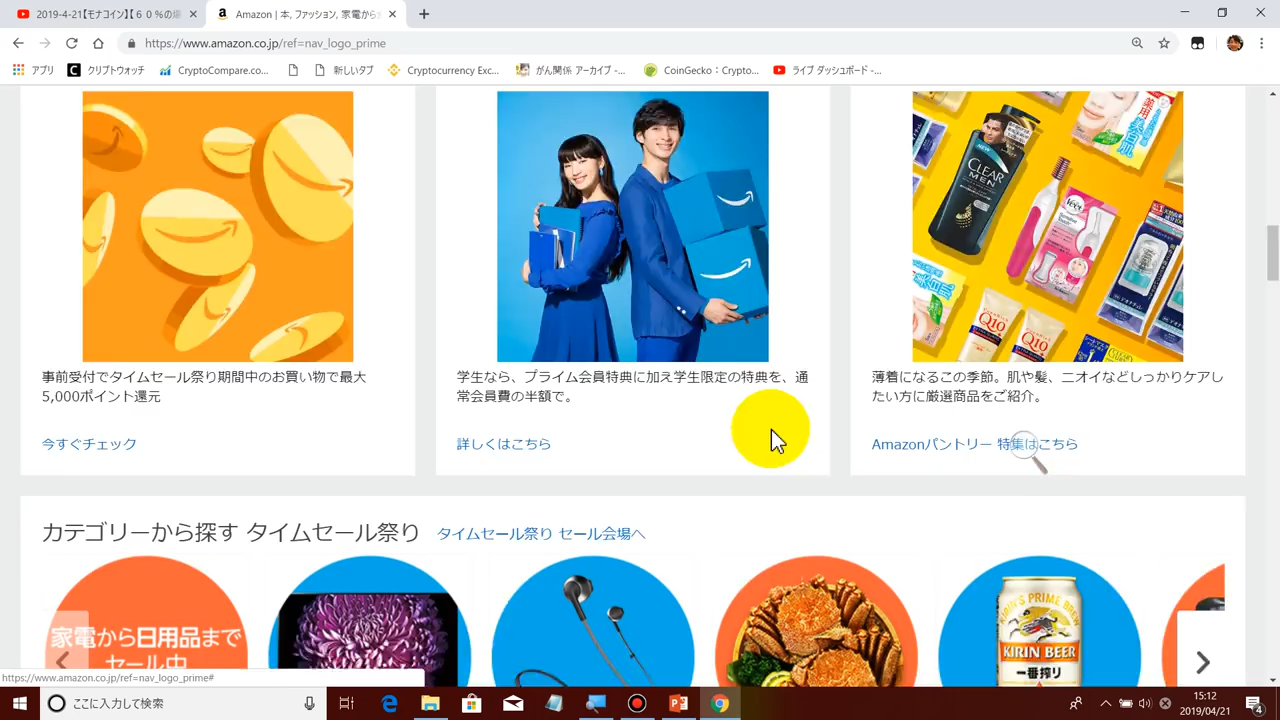 2019-4-21【モナコイン】【６０％の爆
Amazon | 本, ファッション, 家電から
https://www.amazon.co.jp/ref=nav_logo_prime
アプリ
クリプトウォッチ
CryptoCompare.co...
新しいタブ
Cryptocurrency Exc...
がん関係 アーカイブ -...
CoinGecko：Crypto...
ライブ ダッシュボード -...
NEW
CLEAR
MEN
Veet
Q10
Q10
事前受付でタイムセール祭り期間中のお買い物で最大
5,000ポイント還元
今すぐチェック
学生なら、プライム会員特典に加え学生限定の特典を、通
常会員費の半額で。
詳しくはこちら
薄着になるこの季節。肌や髪、ニオイなどしっかりケアし
たい方に厳選商品をご紹介。
Amazonパントリー 特集はこちら
カテゴリーから探す タイムセール祭り
タイムセール祭り セール会場へ
家電から日用品まで
セール中
KIRIN'S PRIME BREW
KIRIN BEER
一番搾り
https://www.amazon.co.jp/ref=nav_logo_prime#
ここに入力して検索
15:12
2019/04/21
4